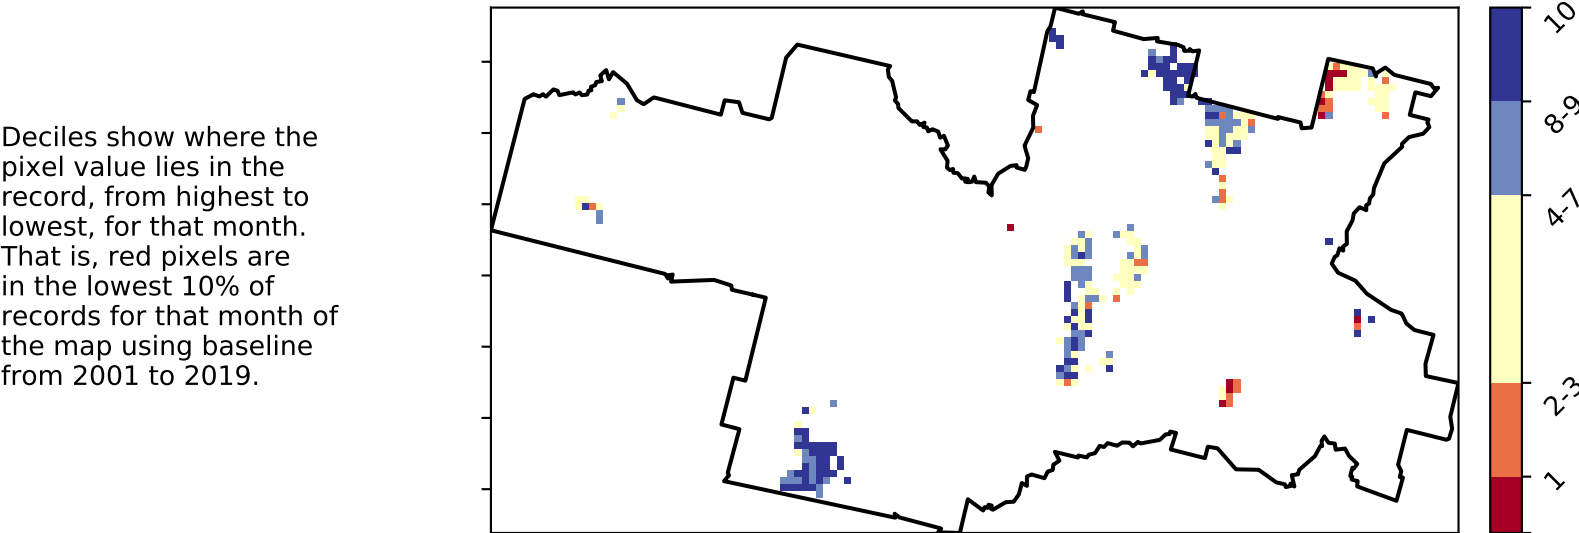 Deciles show where the
pixel value lies in the
record, from highest to
lowest, for that month.
That is, red pixels are
in the lowest 10% of
records for that month of
the map using baseline
from 2001 to 2019.
10
8-9
4-7
2-3
1